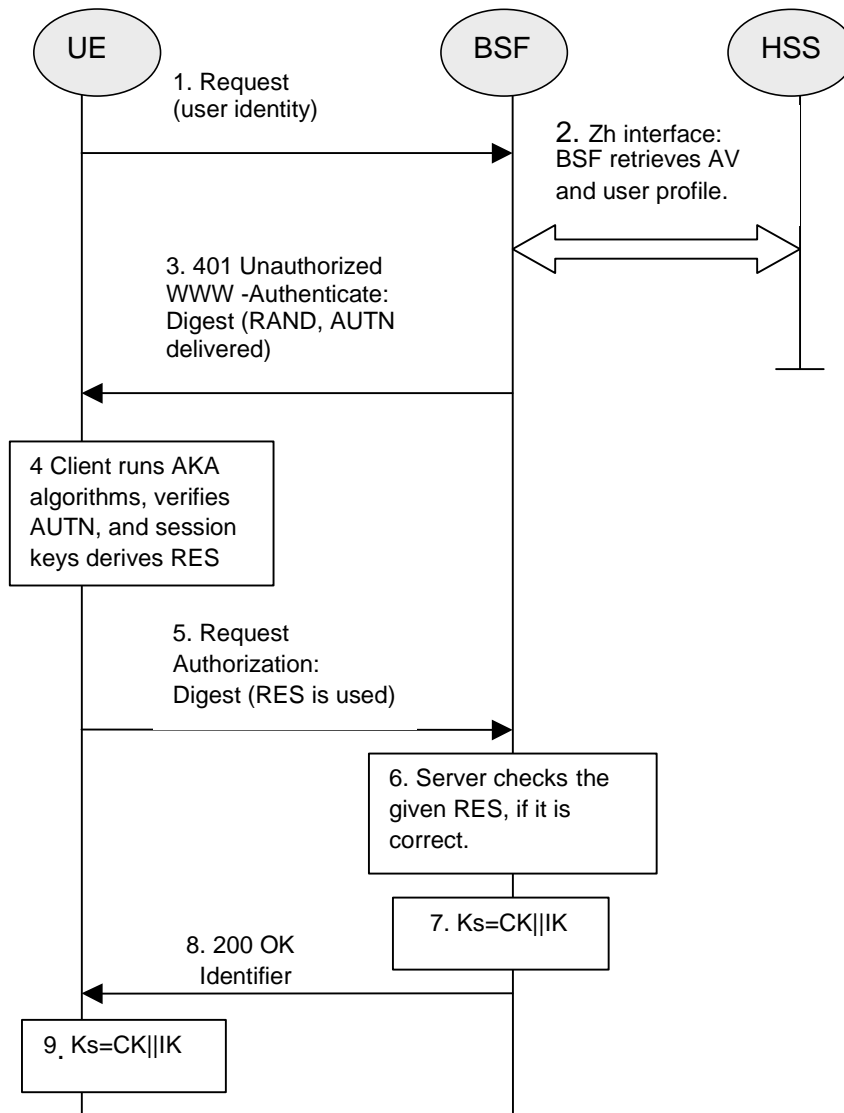 UE
BSF
HSS
1. Request
(user identity)
2. Zh interface:
BSF retrieves AV
and user profile.
3. 401 Unauthorized
WWW -Authenticate:
Digest (RAND, AUTN
delivered)
4 Client runs AKA
algorithms, verifies
AUTN, and session
keys derives RES
5. Request
Authorization:
Digest (RES is used)
6. Server checks the
given RES, if it is
correct.
7. Ks=CK||IK
8. 200 OK
Identifier
9. Ks=CK||IK